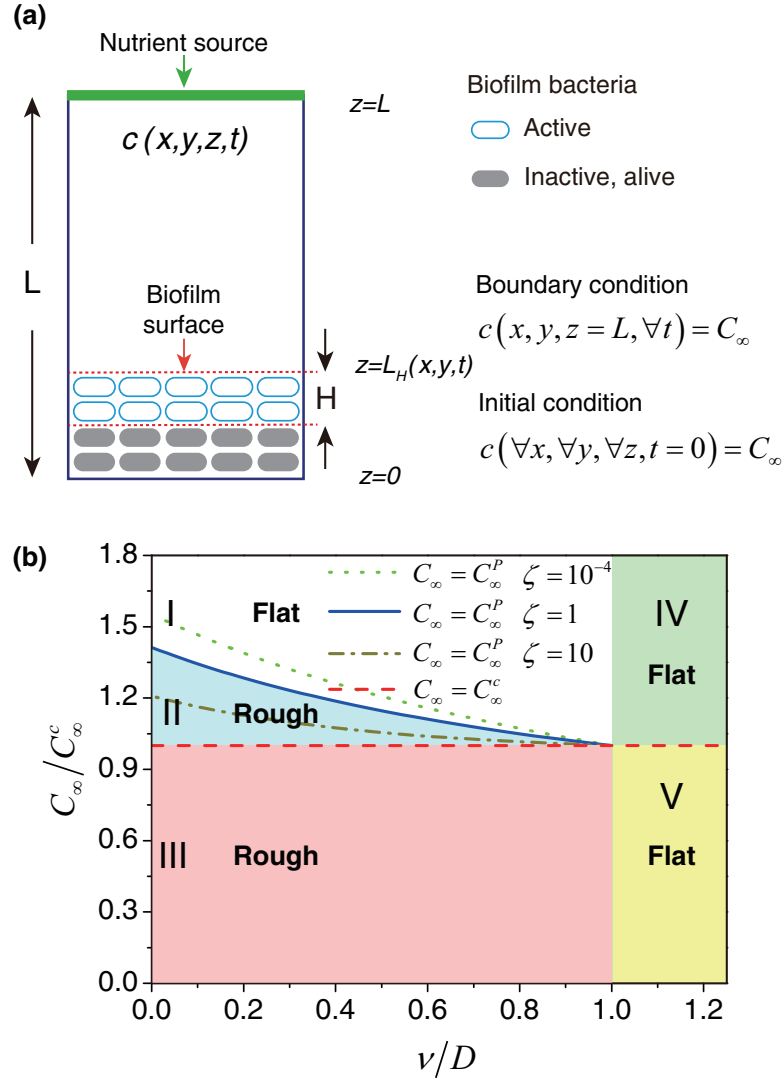 (a)
Nutrient source
z=L
c(x,y,z,t)
Biofilm bacteria
Active
Inactive, alive
L
Biofilm
surface
z=L_H(x,y,t)
H
z=0
Boundary condition
c(x, y, z = L, ∀t) = C_∞
Initial condition
c(∀x, ∀y, ∀z, t = 0) = C_∞
(b)
1.8
1.5
1.2
0.9
0.6
0.3
0.0
C_∞/C_∞^c
I
Flat
II
Rough
III
Rough
IV
Flat
V
Flat
C_∞ = C_∞^P ζ = 10^{-4}
C_∞ = C_∞^P ζ = 1
C_∞ = C_∞^P ζ = 10
C_∞ = C_∞^c
0.0 0.2 0.4 0.6 0.8 1.0 1.2
ν/D